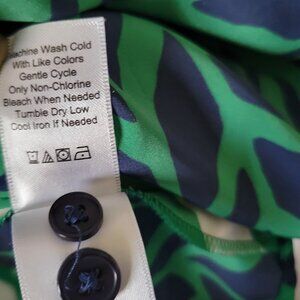 Machine Wash Cold
With Like Colors
Gentle Cycle
Only Non-Chlorine
Bleach When Needed
Tumble Dry Low
Cool Iron If Needed